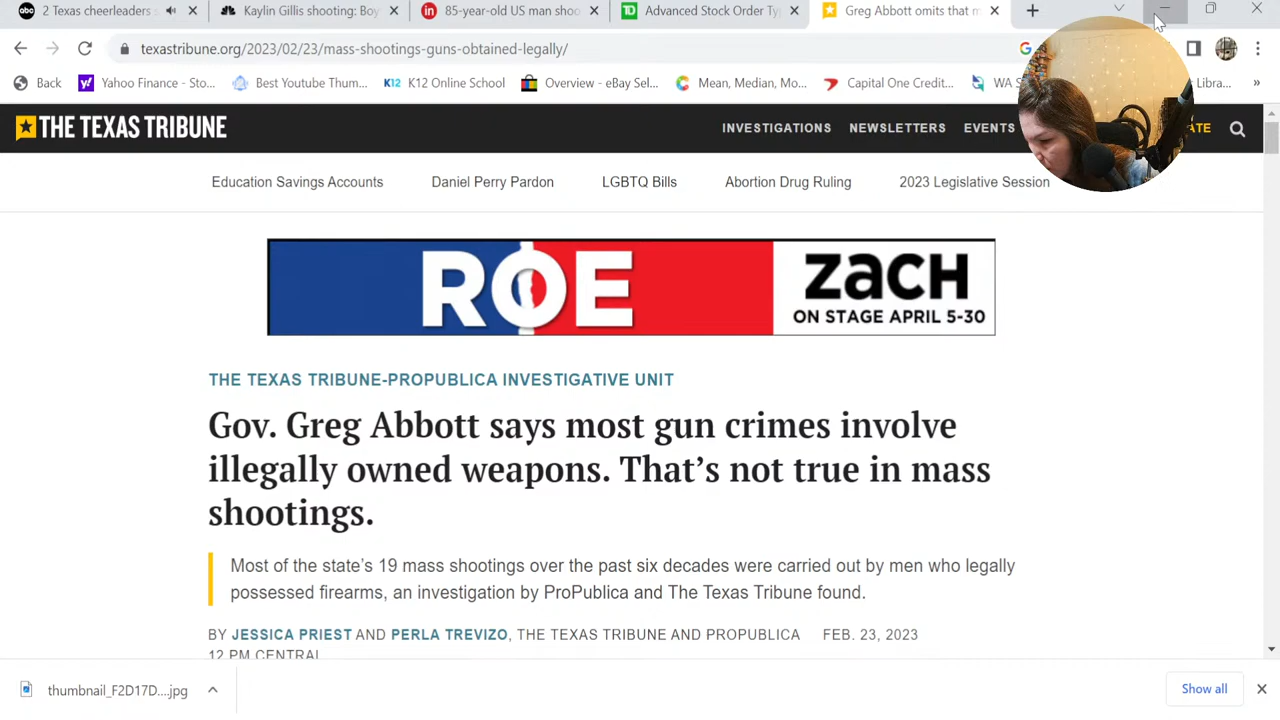 2 Texas cheerleaders
Kaylin Gillis shooting: Boy
85-year-old US man shoo
Advanced Stock Order Ty
Greg Abbott omits that m
texastribune.org/2023/02/23/mass-shootings-guns-obtained-legally/
Back
Yahoo Finance - Sto...
Best Youtube Thum...
K12 K12 Online School
Overview - eBay Sel...
Mean, Median, Mo...
Capital One Credit...
Libra...
THE TEXAS TRIBUNE
INVESTIGATIONS
NEWSLETTERS
EVENTS
Education Savings Accounts
Daniel Perry Pardon
LGBTQ Bills
Abortion Drug Ruling
2023 Legislative Session
ROE
zACH
ON STAGE APRIL 5-30
THE TEXAS TRIBUNE-PROPUBLICA INVESTIGATIVE UNIT
Gov. Greg Abbott says most gun crimes involve
illegally owned weapons. That’s not true in mass
shootings.
Most of the state’s 19 mass shootings over the past six decades were carried out by men who legally
possessed firearms, an investigation by ProPublica and The Texas Tribune found.
BY JESSICA PRIEST AND PERLA TREVIZO, THE TEXAS TRIBUNE AND PROPUBLICA FEB. 23, 2023
12 PM CENTRAL
thumbnail_F2D17D....jpg
Show all